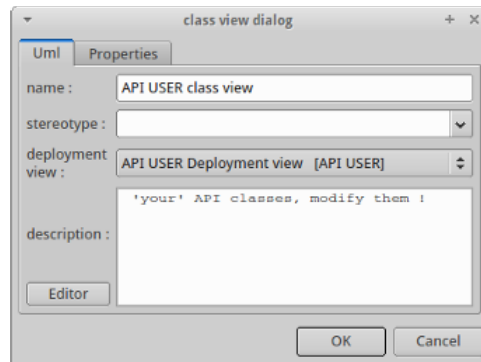 class view dialog
Uml Properties
name : API USER class view
stereotype :
deployment view : API USER Deployment view [API USER]
'your' API classes, modify them !
description :
Editor
OK Cancel